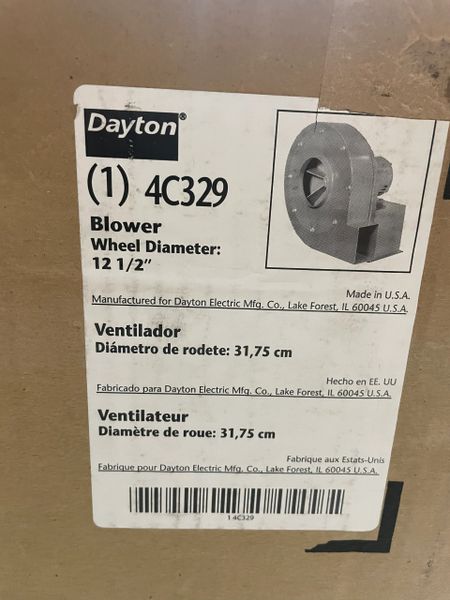 Dayton®
(1) 4C329
Blower
Wheel Diameter:
12 1/2"
Made in U.S.A.
Manufactured for Dayton Electric Mfg. Co., Lake Forest, IL 60045 U.S.A.
Ventilador
Diámetro de rodete: 31,75 cm
Hecho en EE. UU
Fabricado para Dayton Electric Mfg. Co., Lake Forest, IL 60045 U.S.A.
Ventilateur
Diamètre de roue: 31,75 cm
Fabrique aux Estats-Unis
Fabrique pour Dayton Electric Mfg. Co., Lake Forest, IL 60045 U.S.A.
1 4C329